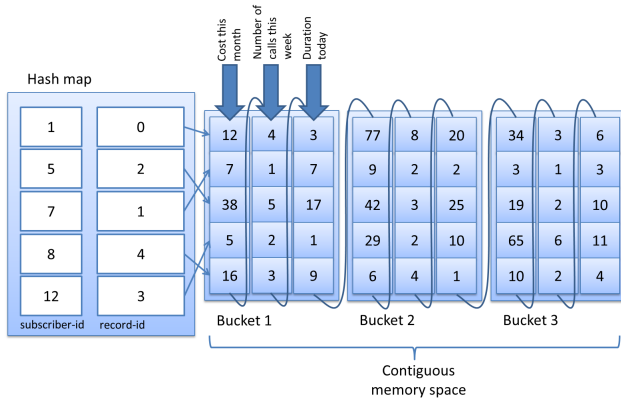 Cost this
month
Number of
calls this
week
Duration
today
Hash map
1 0
5 2
7 1
8 4
12 3
subscriber-id record-id
12 4 3
7 1 7
38 5 17
5 2 1
16 3 9
Bucket 1
77 8 20
9 2 2
42 3 25
29 2 10
6 4 1
Bucket 2
34 3 6
3 1 3
19 2 10
65 6 11
10 2 4
Bucket 3
Contiguous
memory space